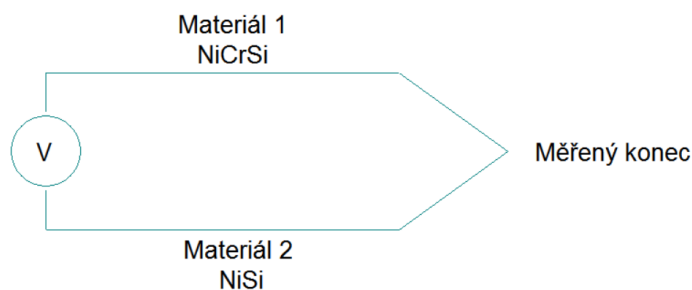 Materiál 1
NiCrSi
V
Měřený konec
Materiál 2
NiSi